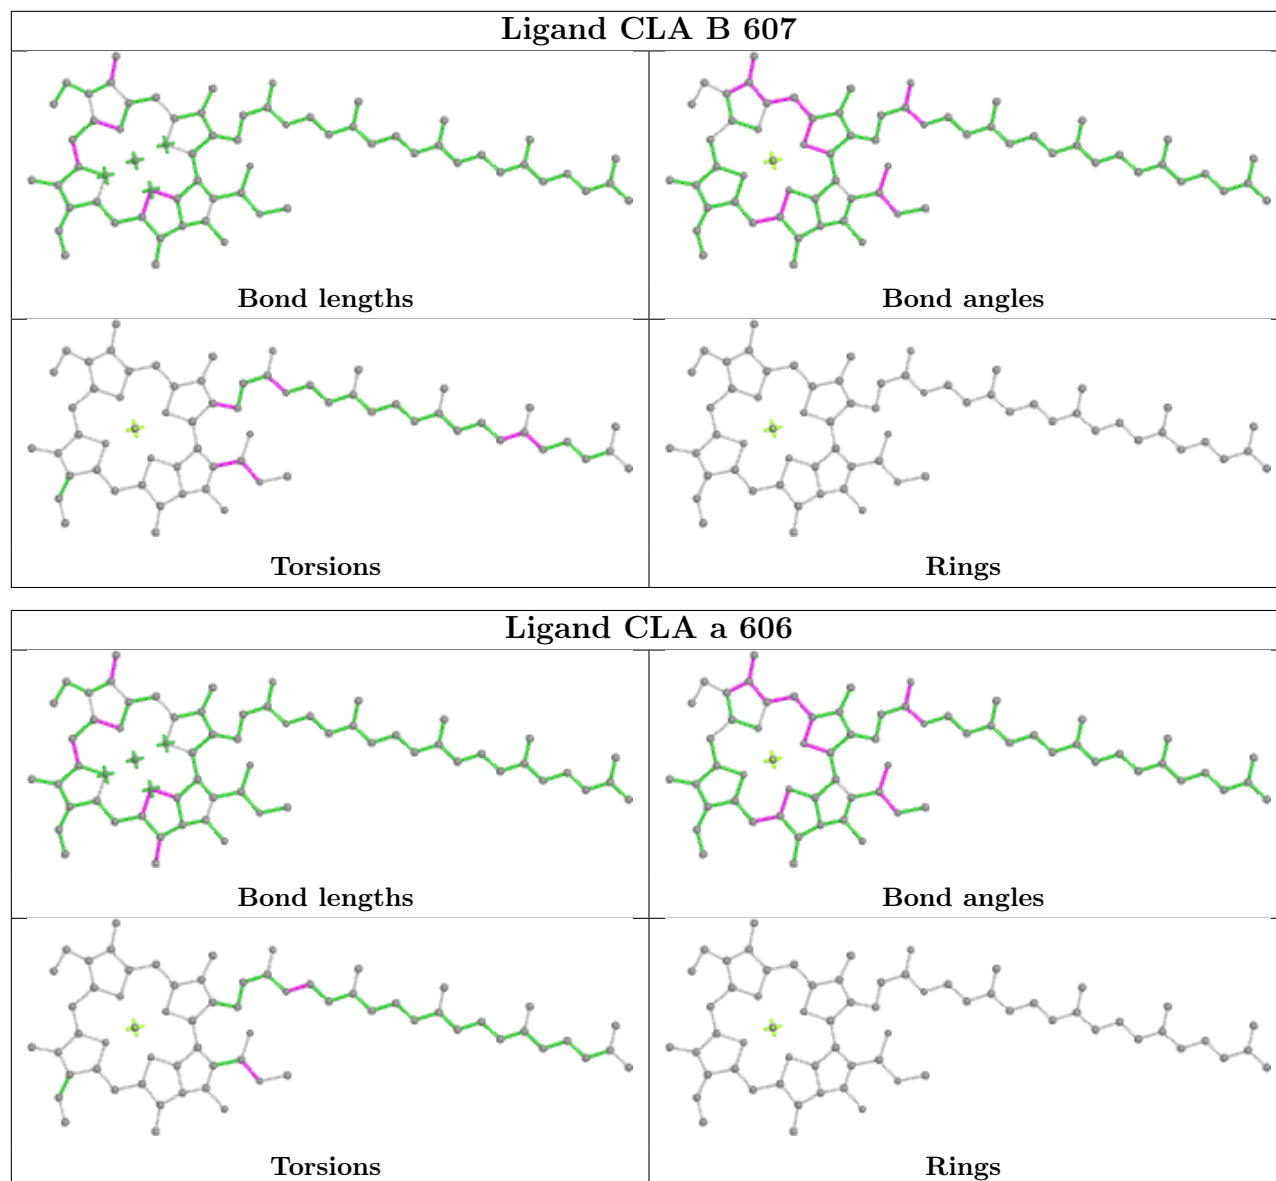 Ligand CLA B 607
Bond lengths
Bond angles
Torsions
Rings
Ligand CLA a 606
Bond lengths
Bond angles
Torsions
Rings